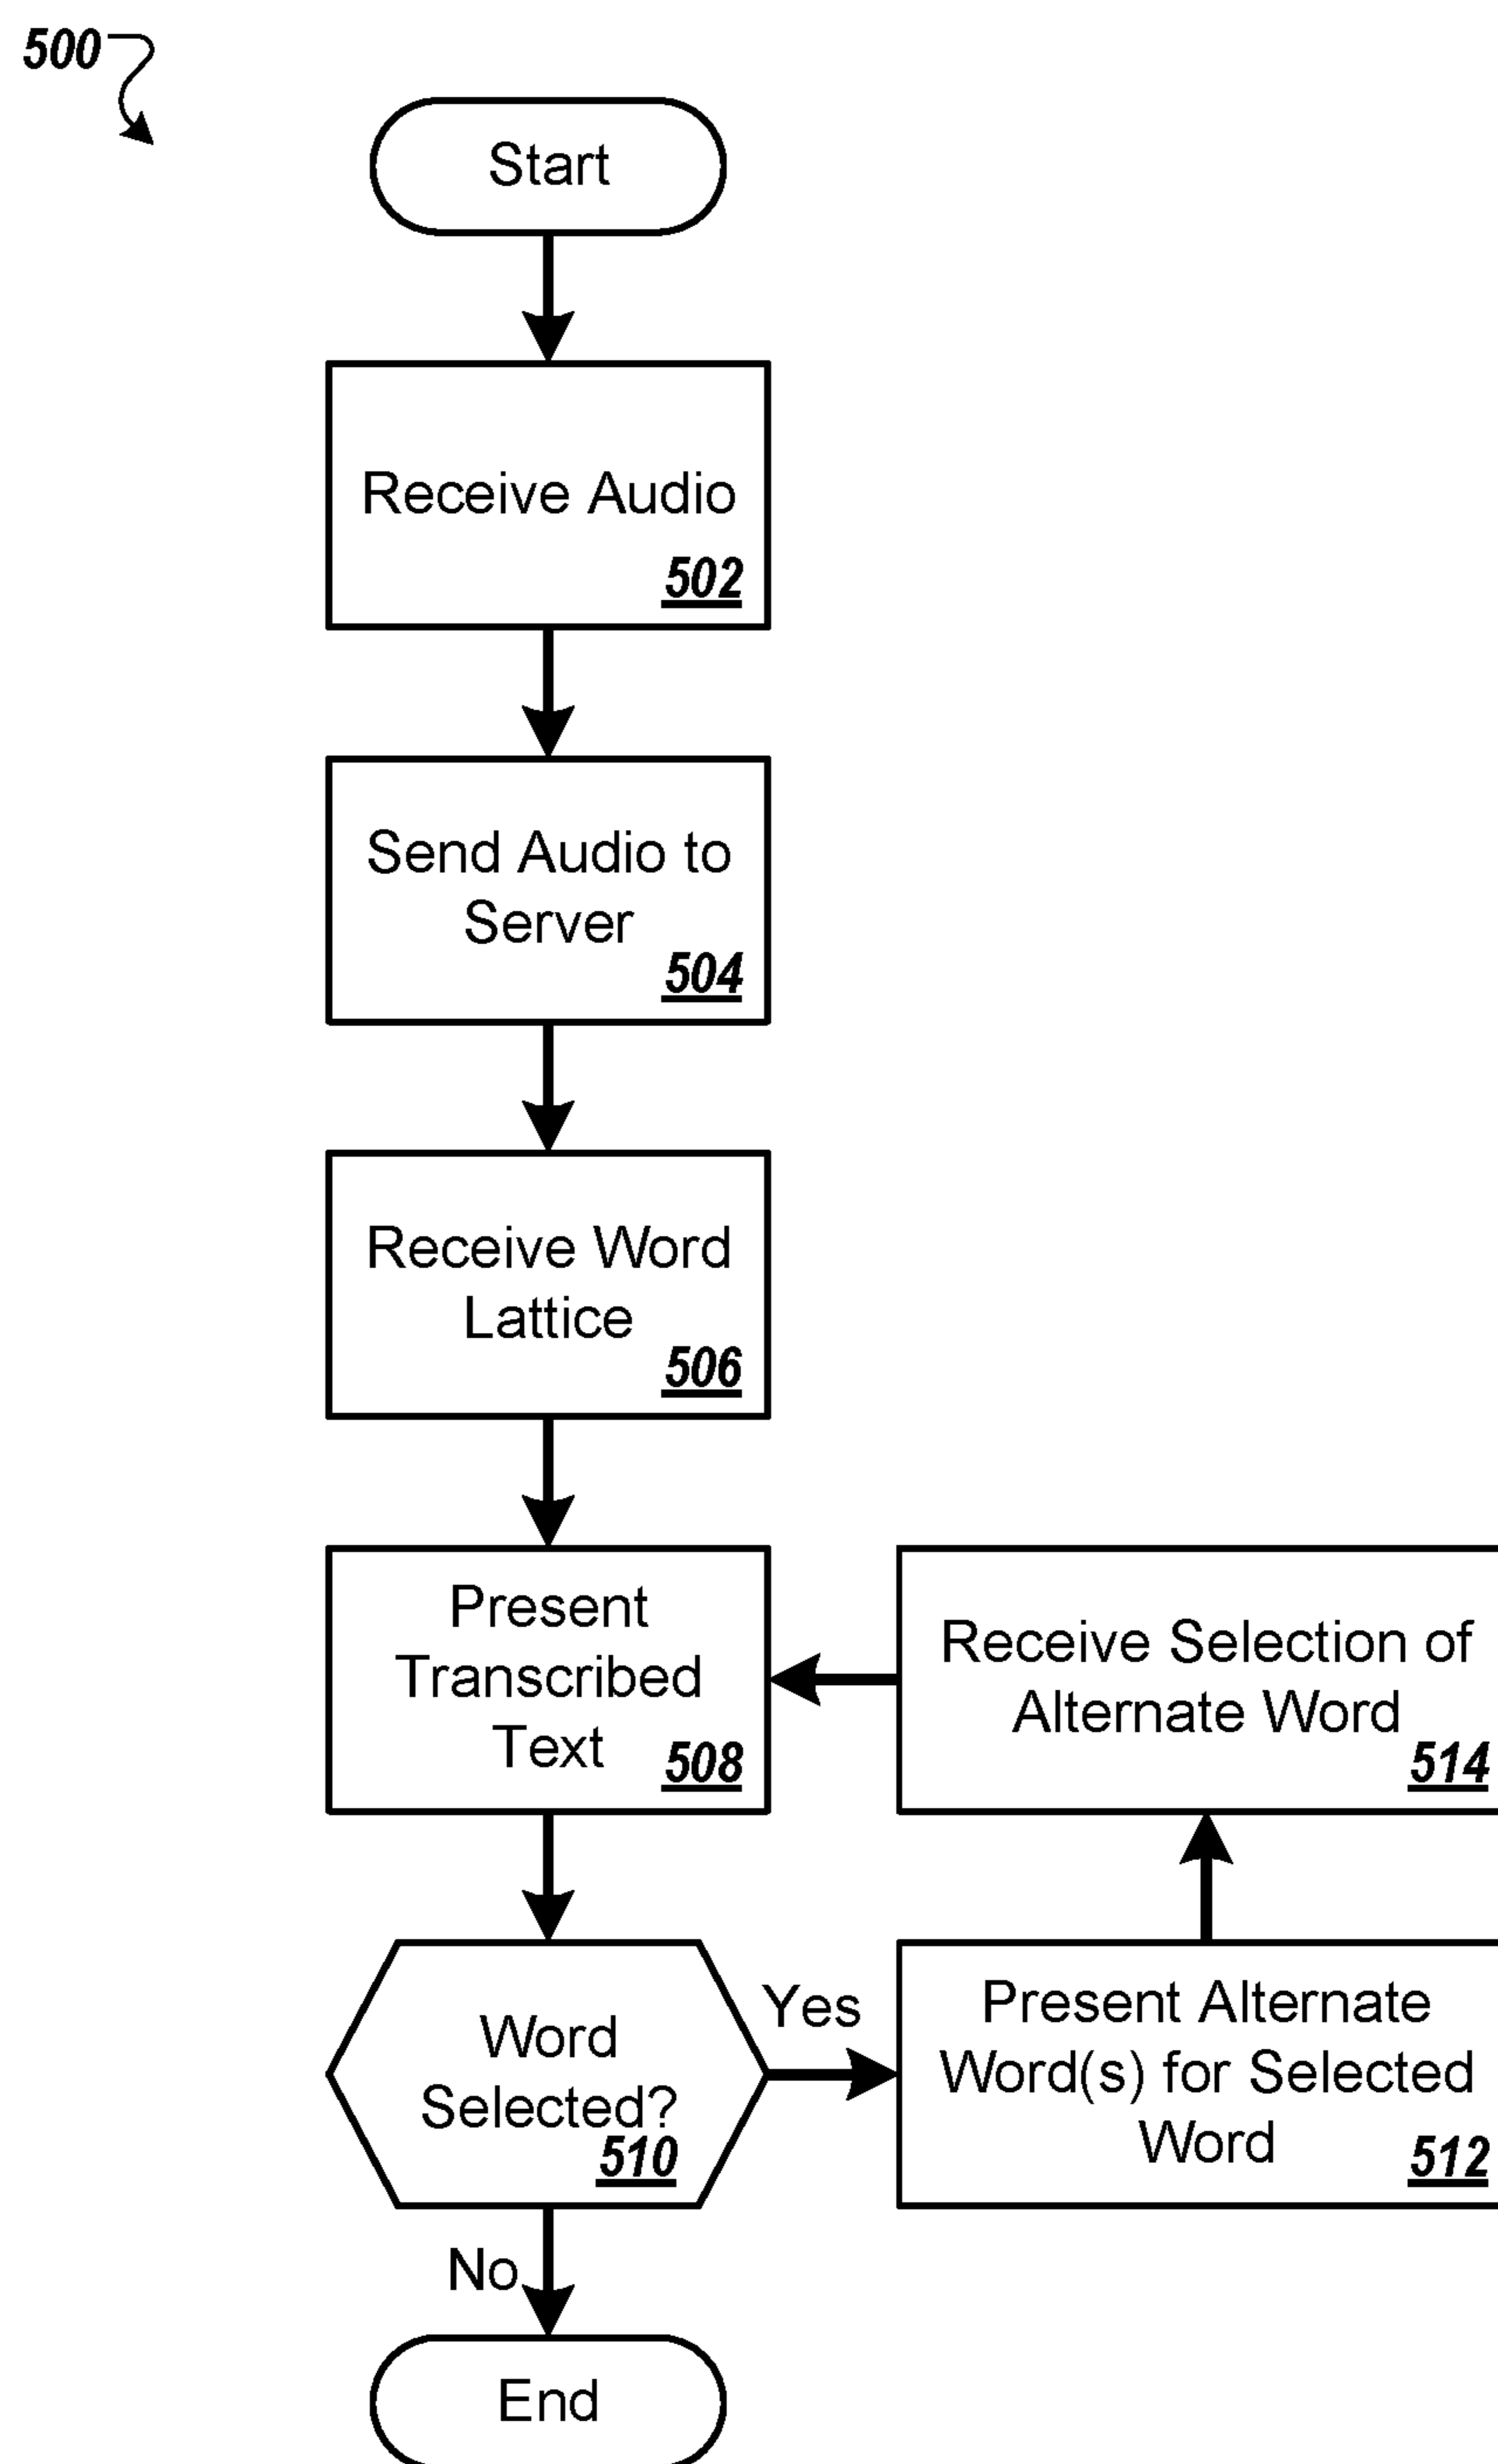 500
Start
Receive Audio
502
Send Audio to
Server
504
Receive Word
Lattice
506
Present
Transcribed
Text
508
Receive Selection of
Alternate Word
514
Word
Selected?
510
Yes
Present Alternate
Word(s) for Selected
Word
512
No
End